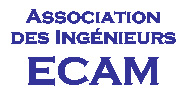 Association
des Ingénieurs
ECAM